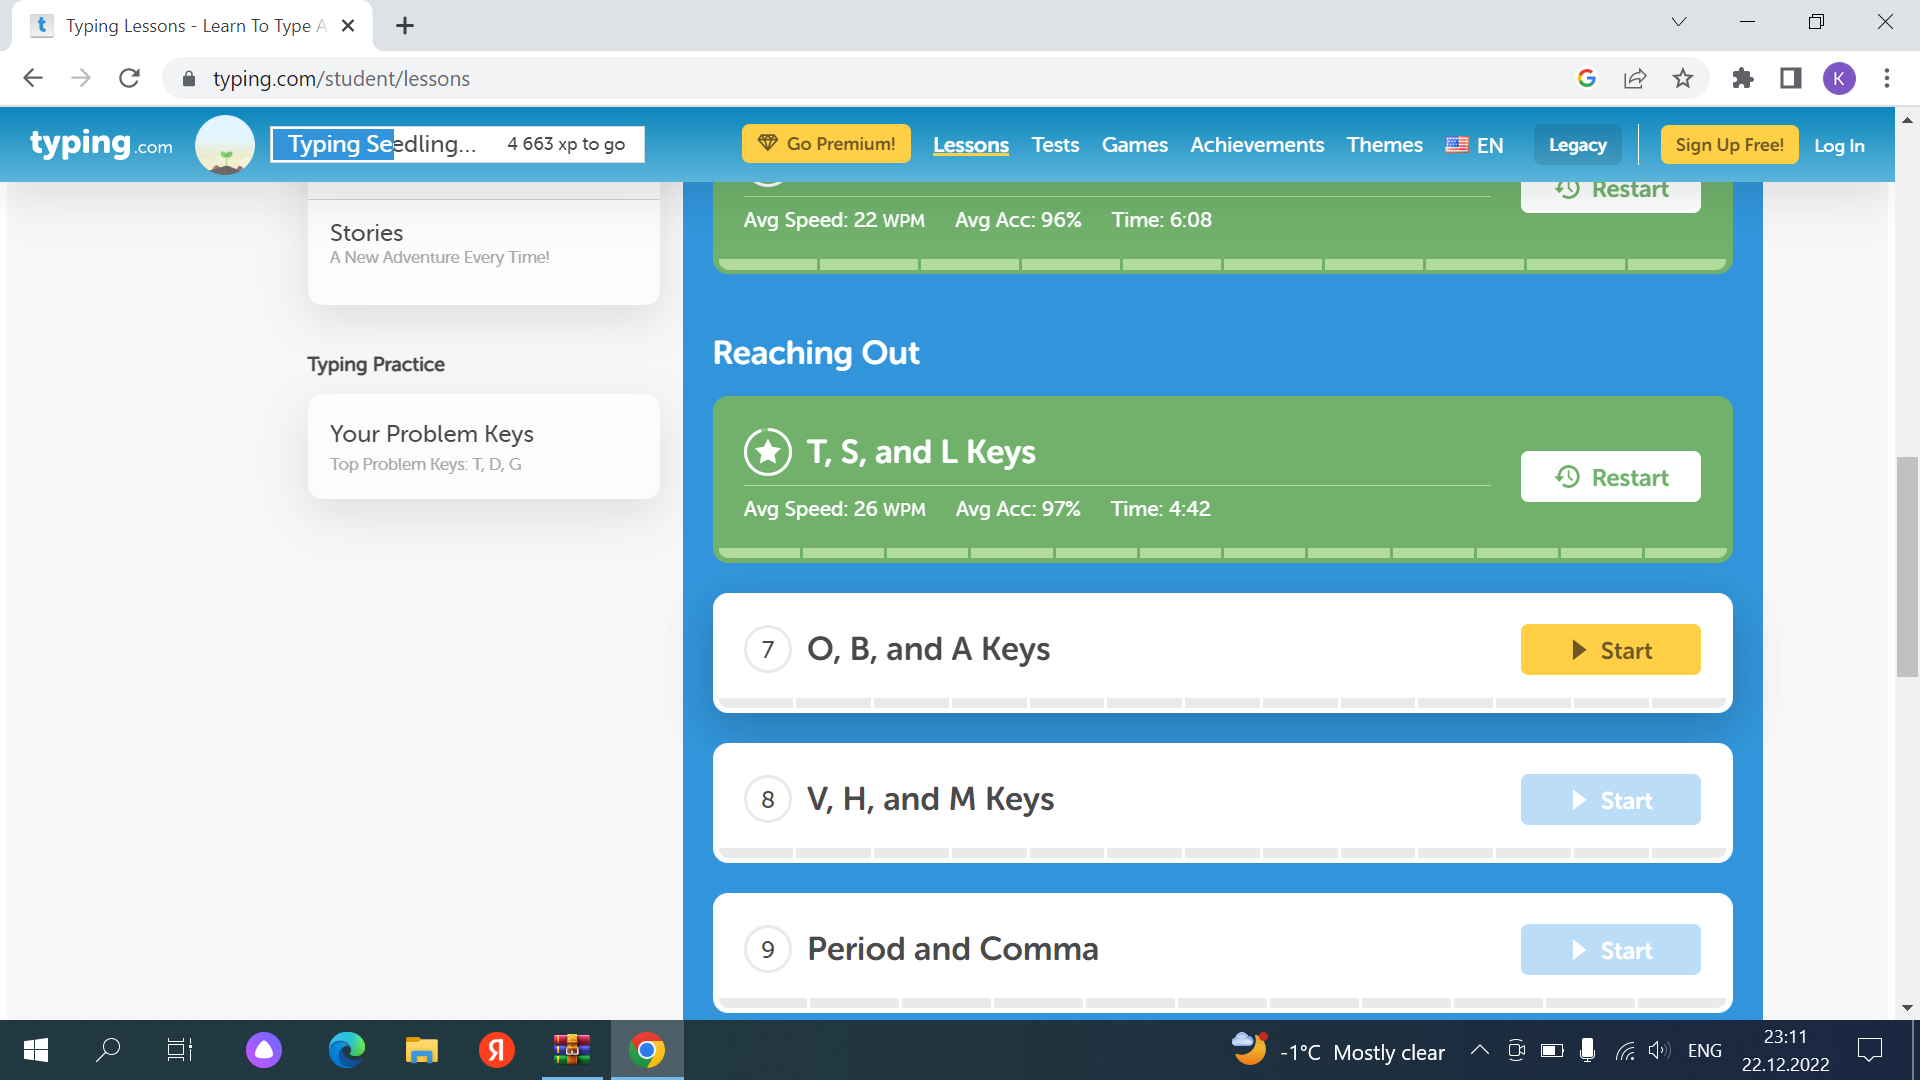 Typing Lessons - Learn To Type A
typing.com/student/lessons
K
typing.com
Typing Seedling...
4 663 xp to go
Go Premium!
Lessons
Tests
Games
Achievements
Themes
EN
Legacy
Sign Up Free!
Log In
Stories
A New Adventure Every Time!
Typing Practice
Your Problem Keys
Top Problem Keys: T, D, G
Restart
Avg Speed: 22 WPM
Avg Acc: 96%
Time: 6:08
Reaching Out
T, S, and L Keys
Restart
Avg Speed: 26 WPM
Avg Acc: 97%
Time: 4:42
7
O, B, and A Keys
Start
8
V, H, and M Keys
Start
9
Period and Comma
Start
Я
-1°C Mostly clear
ENG
23:11
22.12.2022